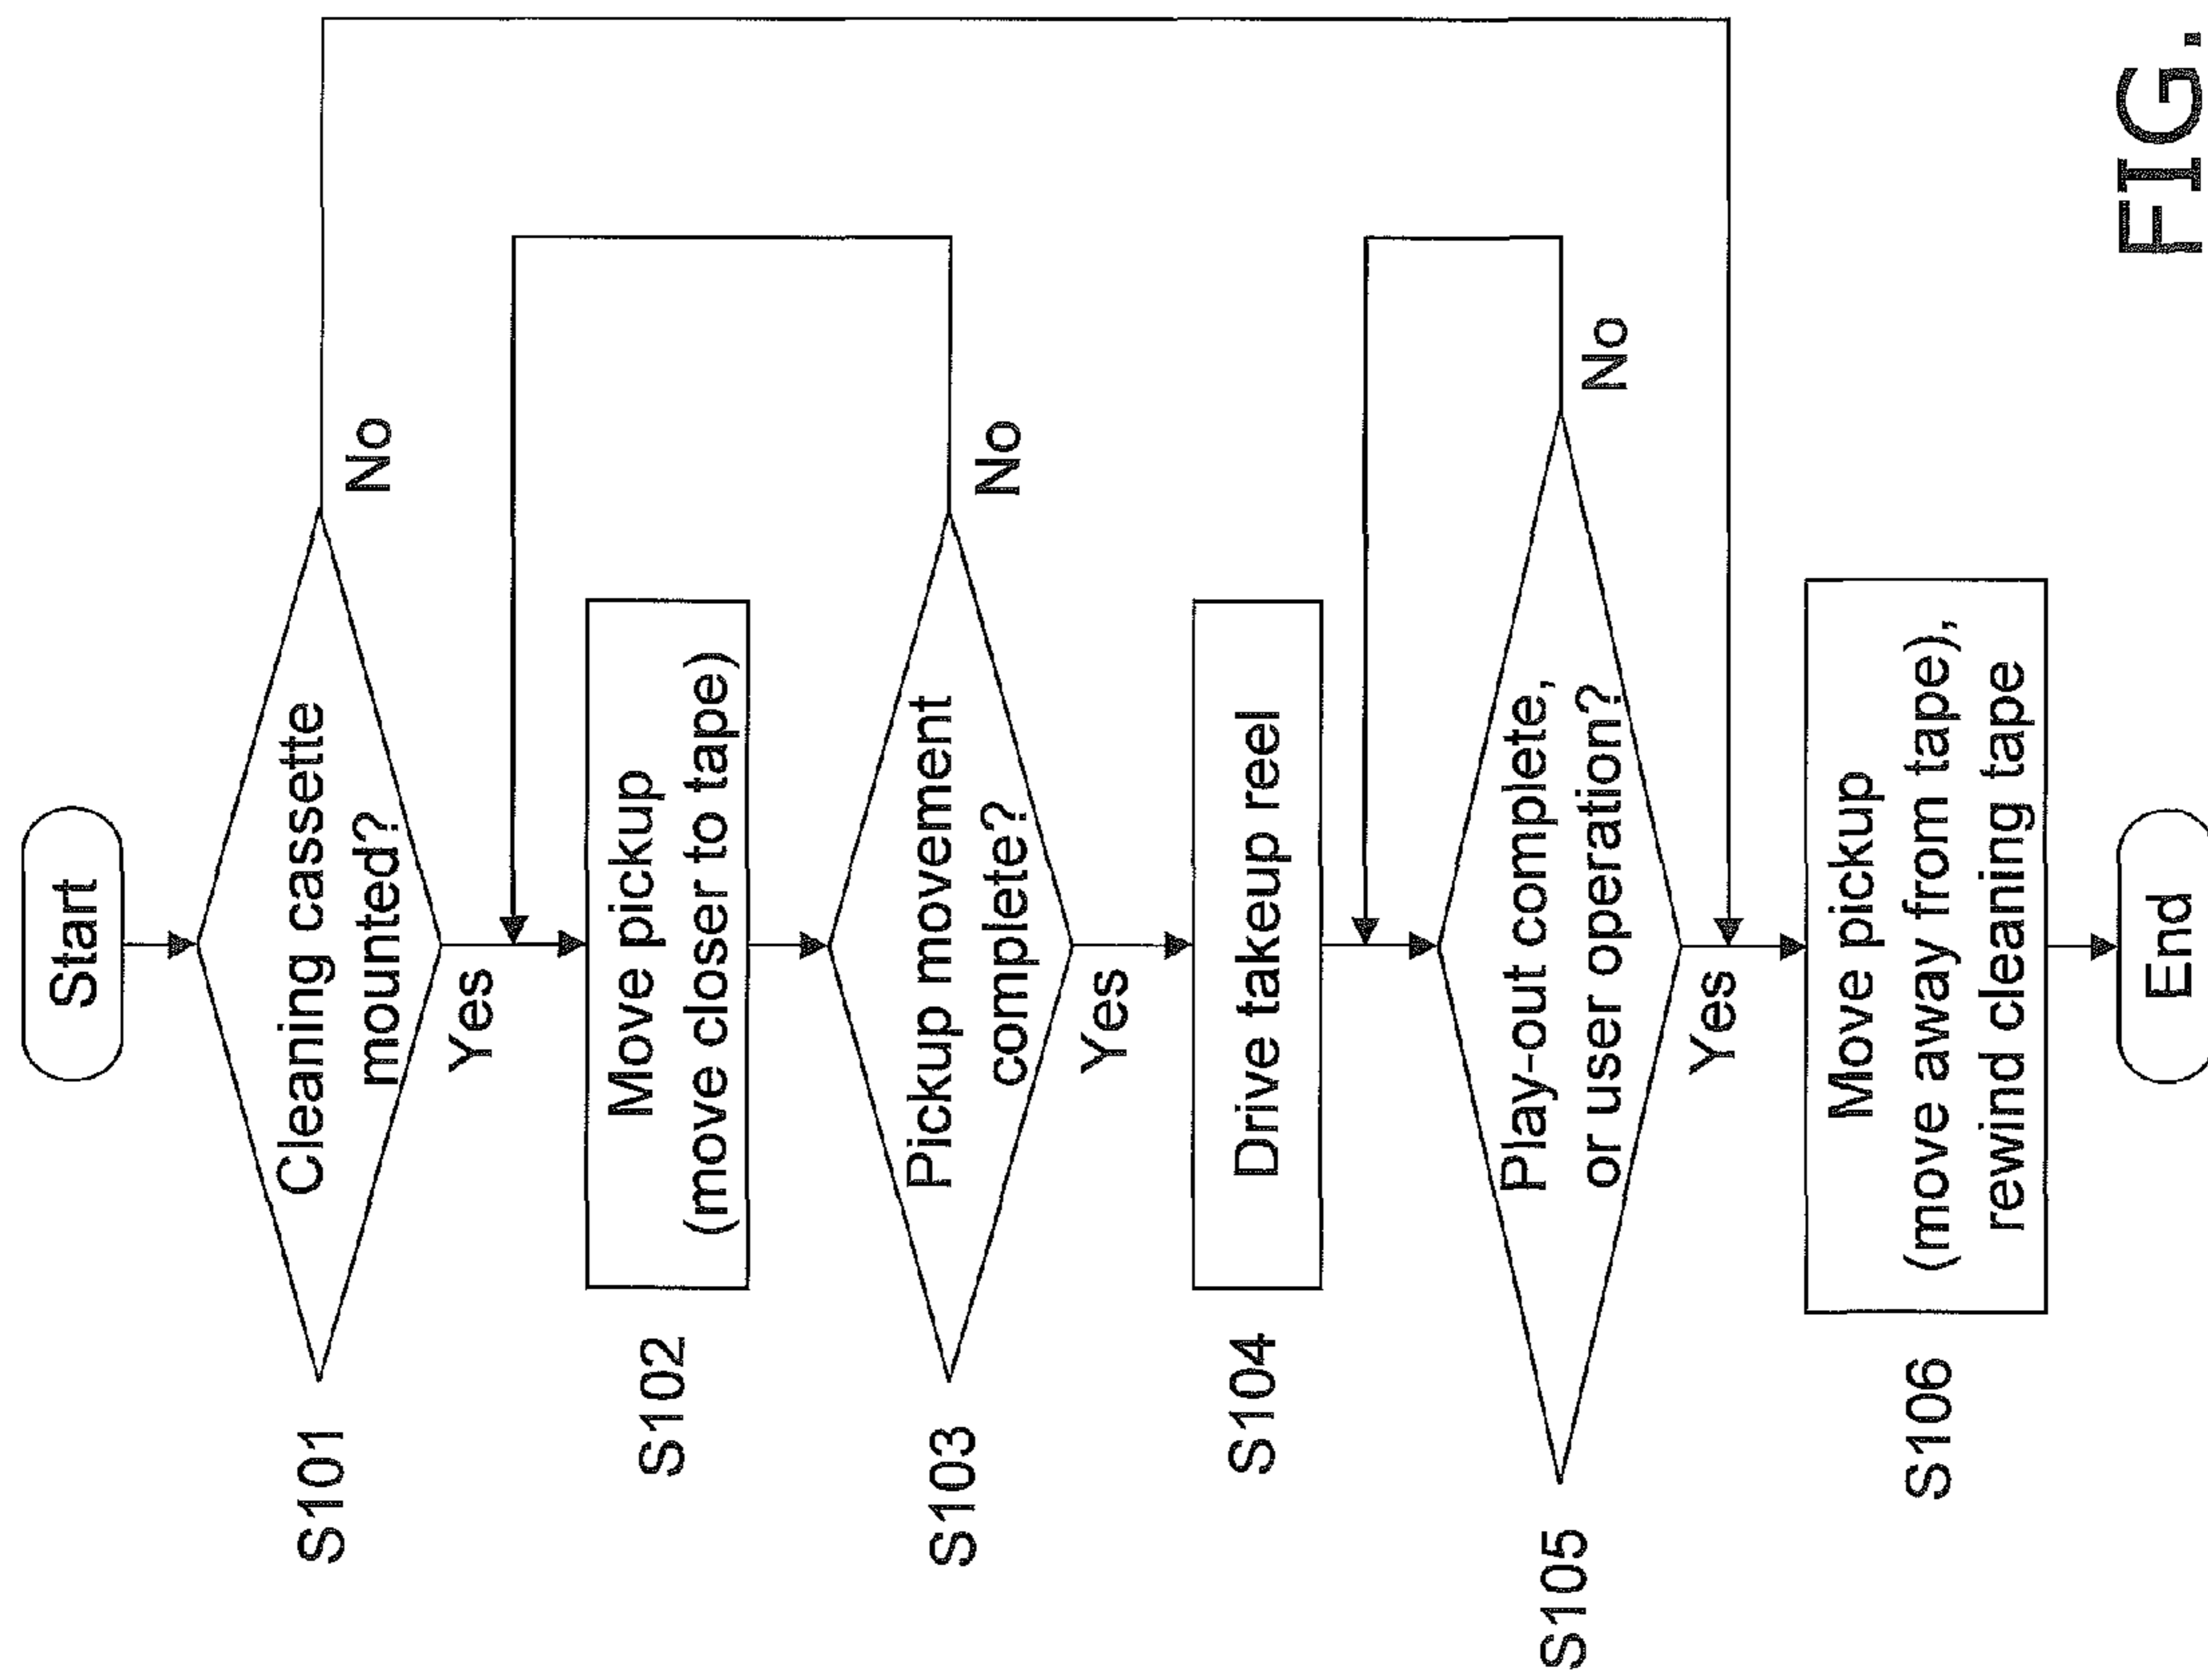 Start
S101
Cleaning cassette
mounted?
No
Yes
S102
Move pickup
(move closer to tape)
S103
Pickup movement
complete?
No
Yes
S104
Drive takeup reel
S105
Play-out complete,
or user operation?
No
Yes
S106
Move pickup
(move away from tape),
rewind cleaning tape
End
FIG.